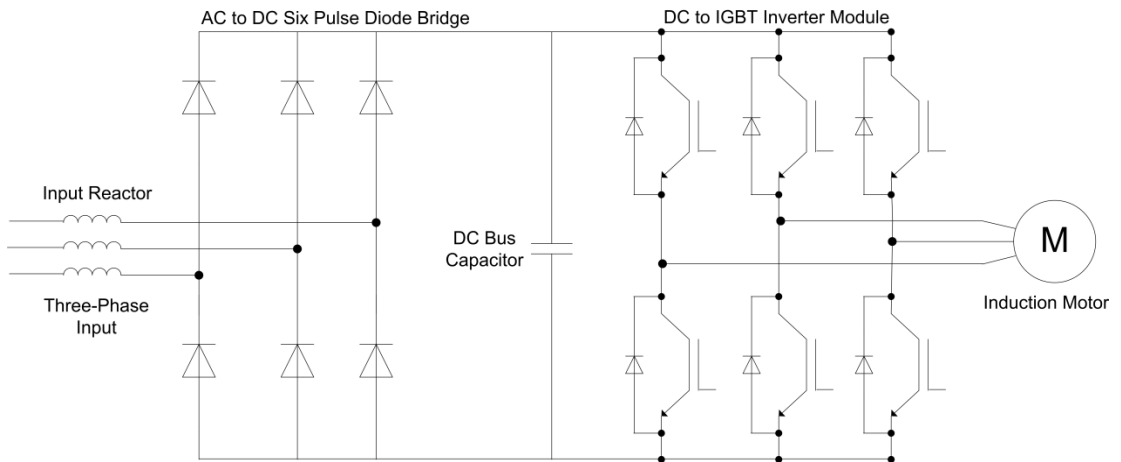 AC to DC Six Pulse Diode Bridge
DC to IGBT Inverter Module
Input Reactor
Three-Phase
Input
DC Bus
Capacitor
M
Induction Motor